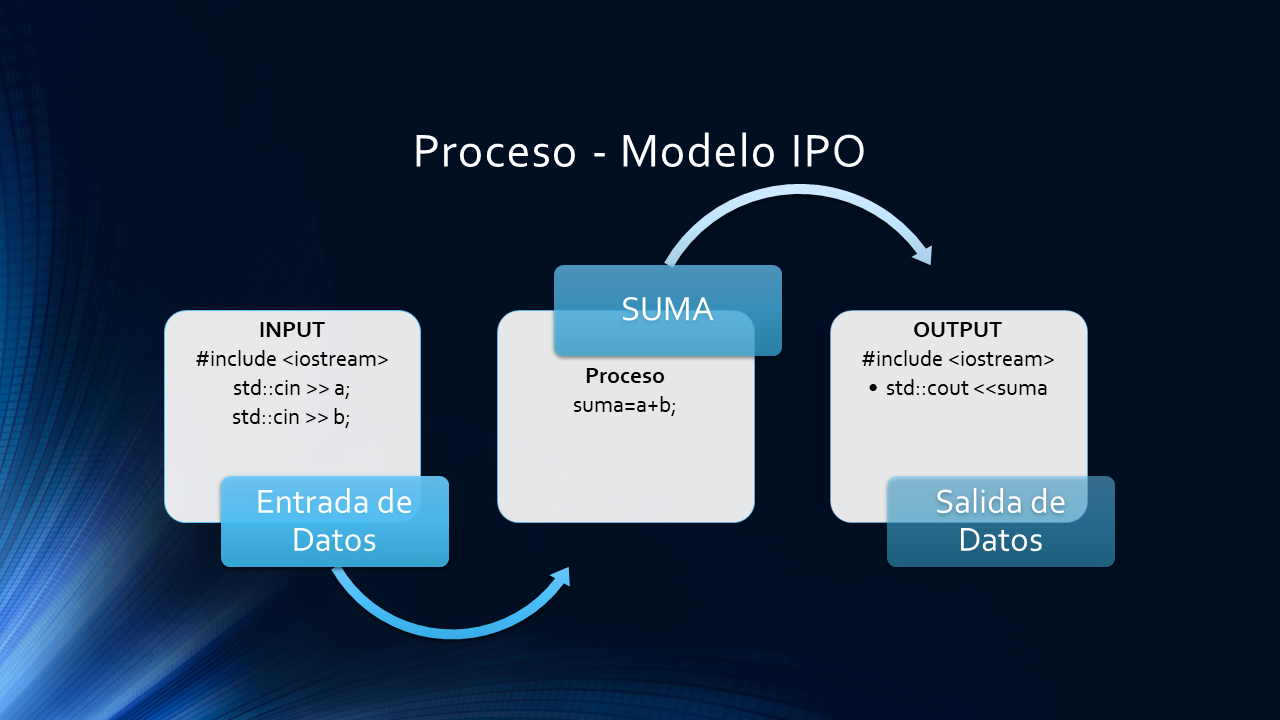 Proceso - Modelo IPO
INPUT
#include <iostream>
std::cin >> a;
std::cin >> b;
Entrada de
Datos
SUMA
Proceso
suma=a+b;
OUTPUT
#include <iostream>
• std::cout <<suma
Salida de
Datos